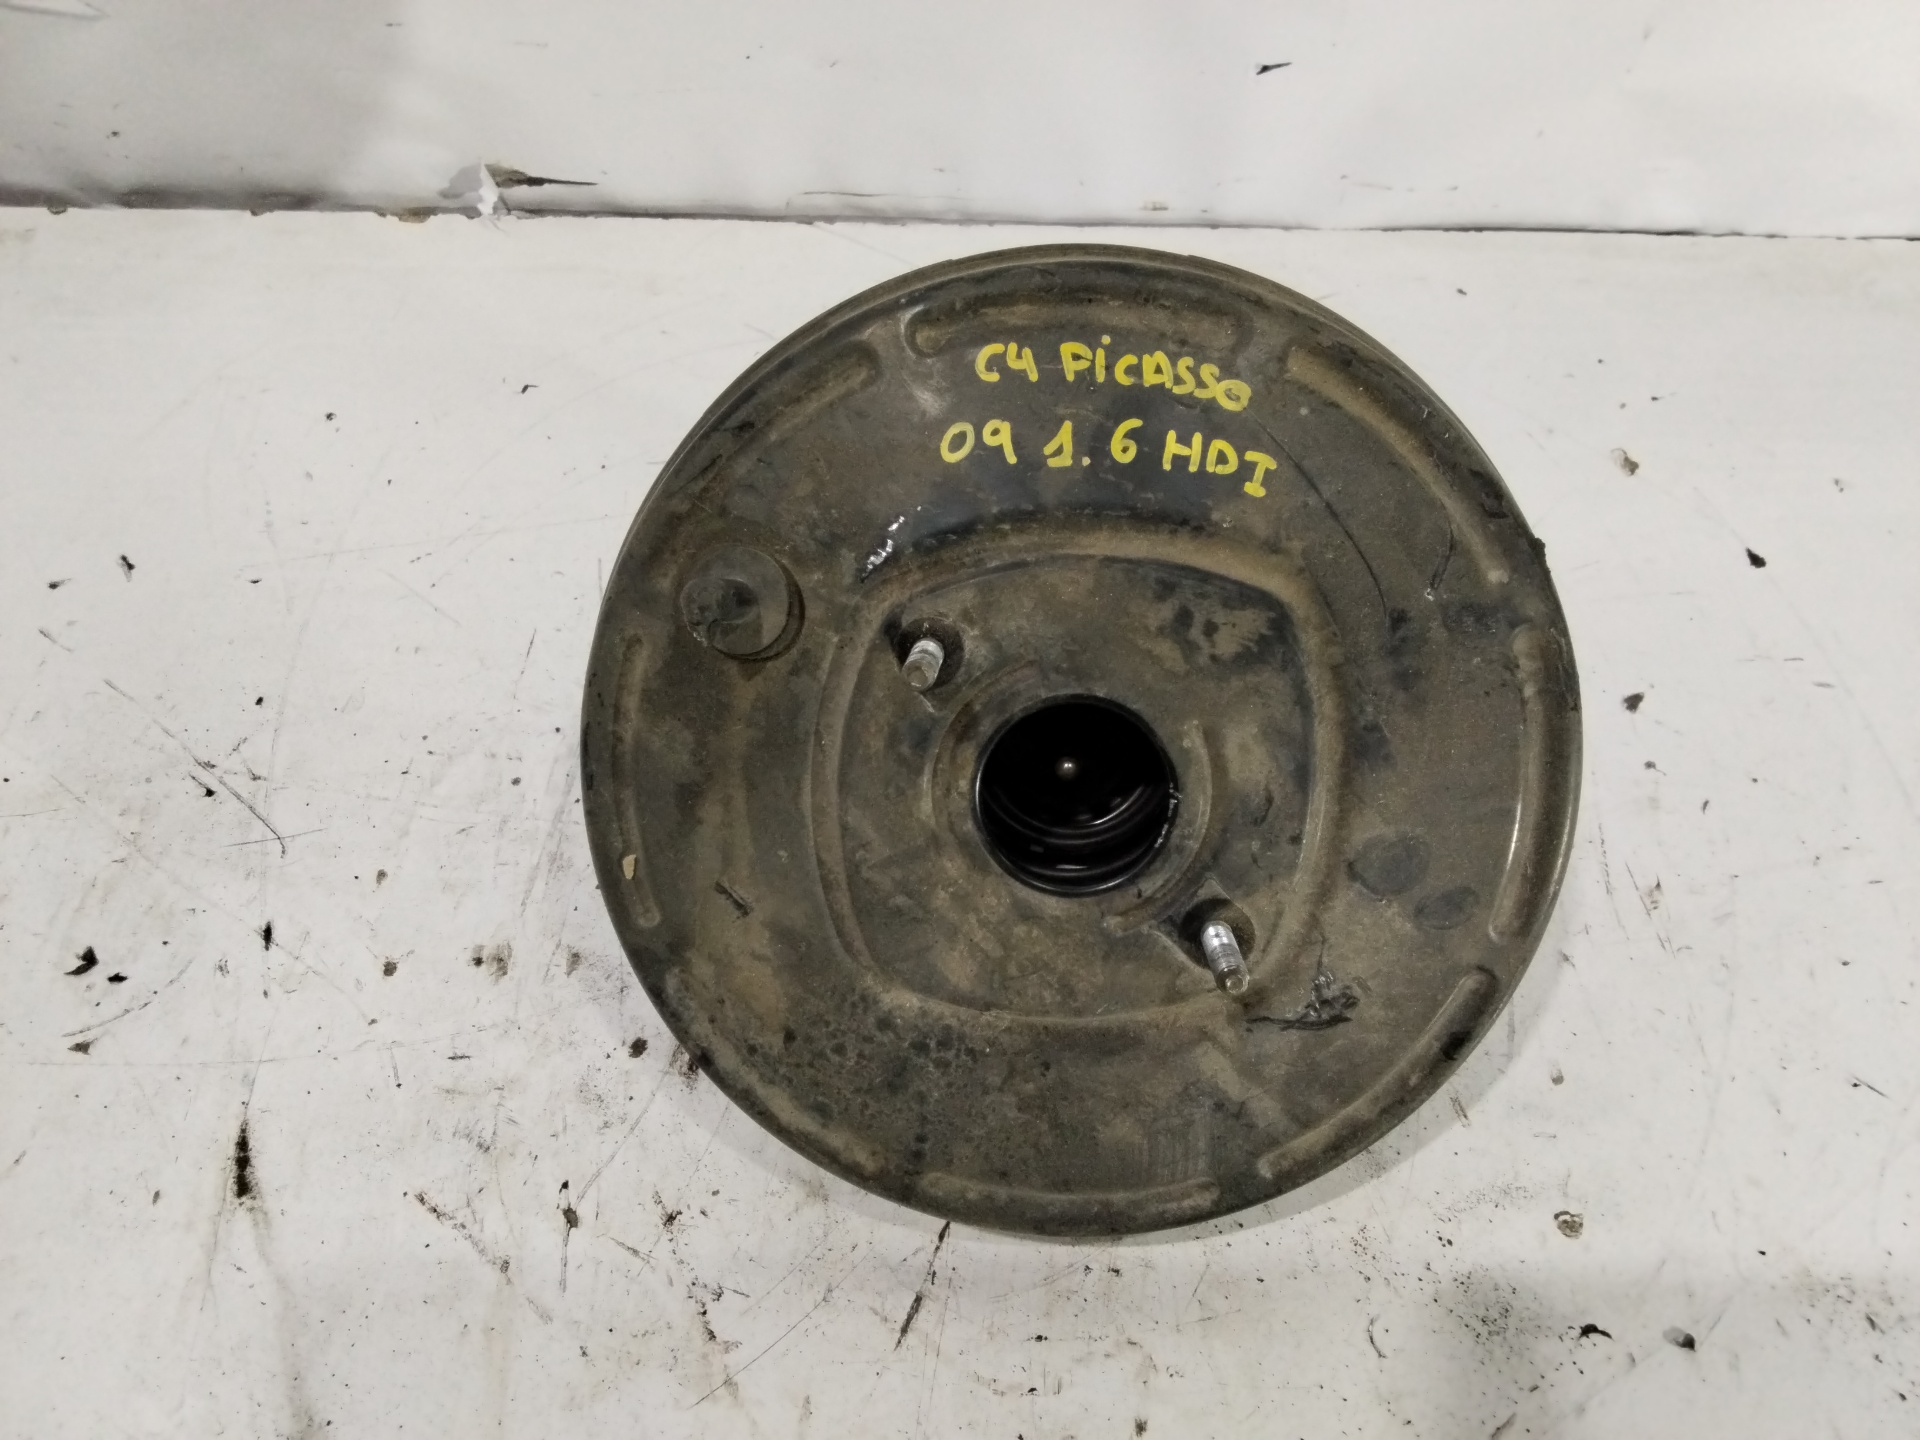 C4 PiCASSO
09 1.6 HDI